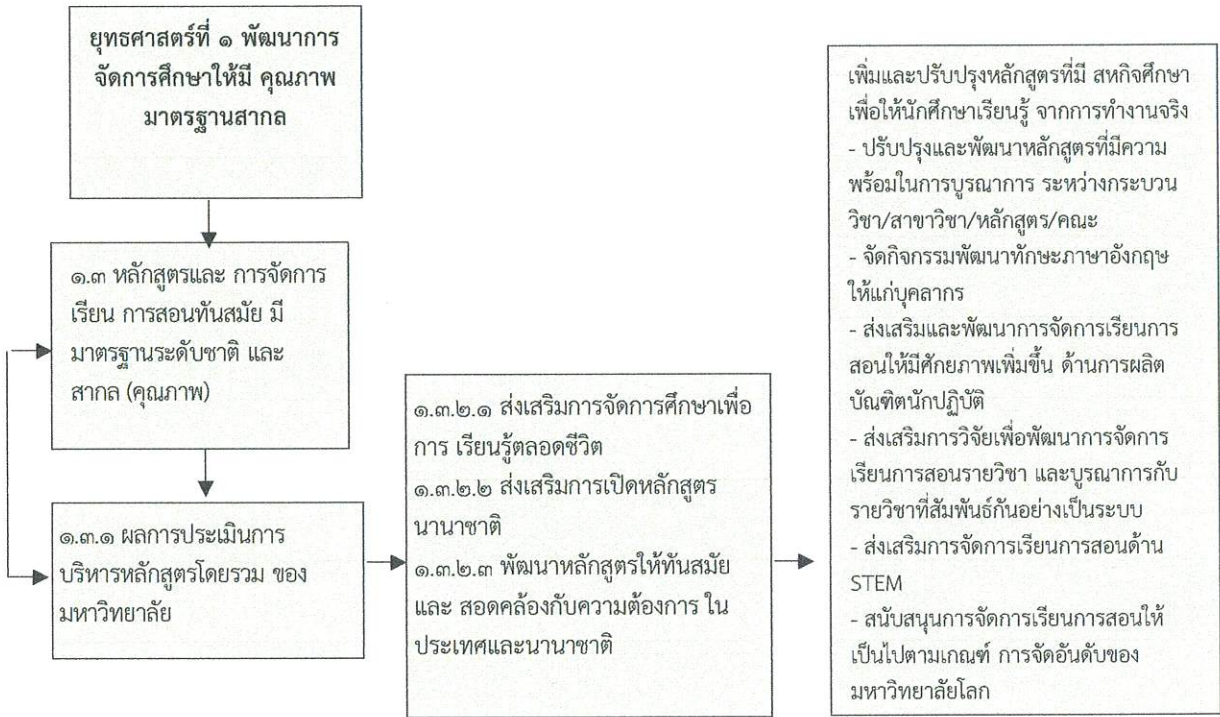 ยุทธศาสตร์ที่ ๑ พัฒนาการ
จัดการศึกษาให้มี คุณภาพ
มาตรฐานสากล
๑.๓ หลักสูตรและ การจัดการ
เรียน การสอนทันสมัย มี
มาตรฐานระดับชาติ และ
สากล (คุณภาพ)
๑.๓.๑ ผลการประเมินการ
บริหารหลักสูตรโดยรวม ของ
มหาวิทยาลัย
๑.๓.๒.๑ ส่งเสริมการจัดการศึกษาเพื่อ
การ เรียนรู้ตลอดชีวิต
๑.๓.๒.๒ ส่งเสริมการเปิดหลักสูตร
นานาชาติ
๑.๓.๒.๓ พัฒนาหลักสูตรให้ทันสมัย
และ สอดคล้องกับความต้องการ ใน
ประเทศและนานาชาติ
เพิ่มและปรับปรุงหลักสูตรที่มี สหกิจศึกษา
เพื่อให้นักศึกษาเรียนรู้ จากการทำงานจริง
- ปรับปรุงและพัฒนาหลักสูตรที่มีความ
พร้อมในการบูรณาการ ระหว่างกระบวน
วิชา/สาขาวิชา/หลักสูตร/คณะ
- จัดกิจกรรมพัฒนาทักษะภาษาอังกฤษ
ให้แก่บุคลากร
- ส่งเสริมและพัฒนาการจัดการเรียนการ
สอนให้มีศักยภาพเพิ่มขึ้น ด้านการผลิต
บัณฑิตนักปฏิบัติ
- ส่งเสริมการวิจัยเพื่อพัฒนาการจัดการ
เรียนการสอนรายวิชา และบูรณาการกับ
รายวิชาที่สัมพันธ์กันอย่างเป็นระบบ
- ส่งเสริมการจัดการเรียนการสอนด้าน
STEM
- สนับสนุนการจัดการเรียนการสอนให้
เป็นไปตามเกณฑ์ การจัดอันดับของ
มหาวิทยาลัยโลก